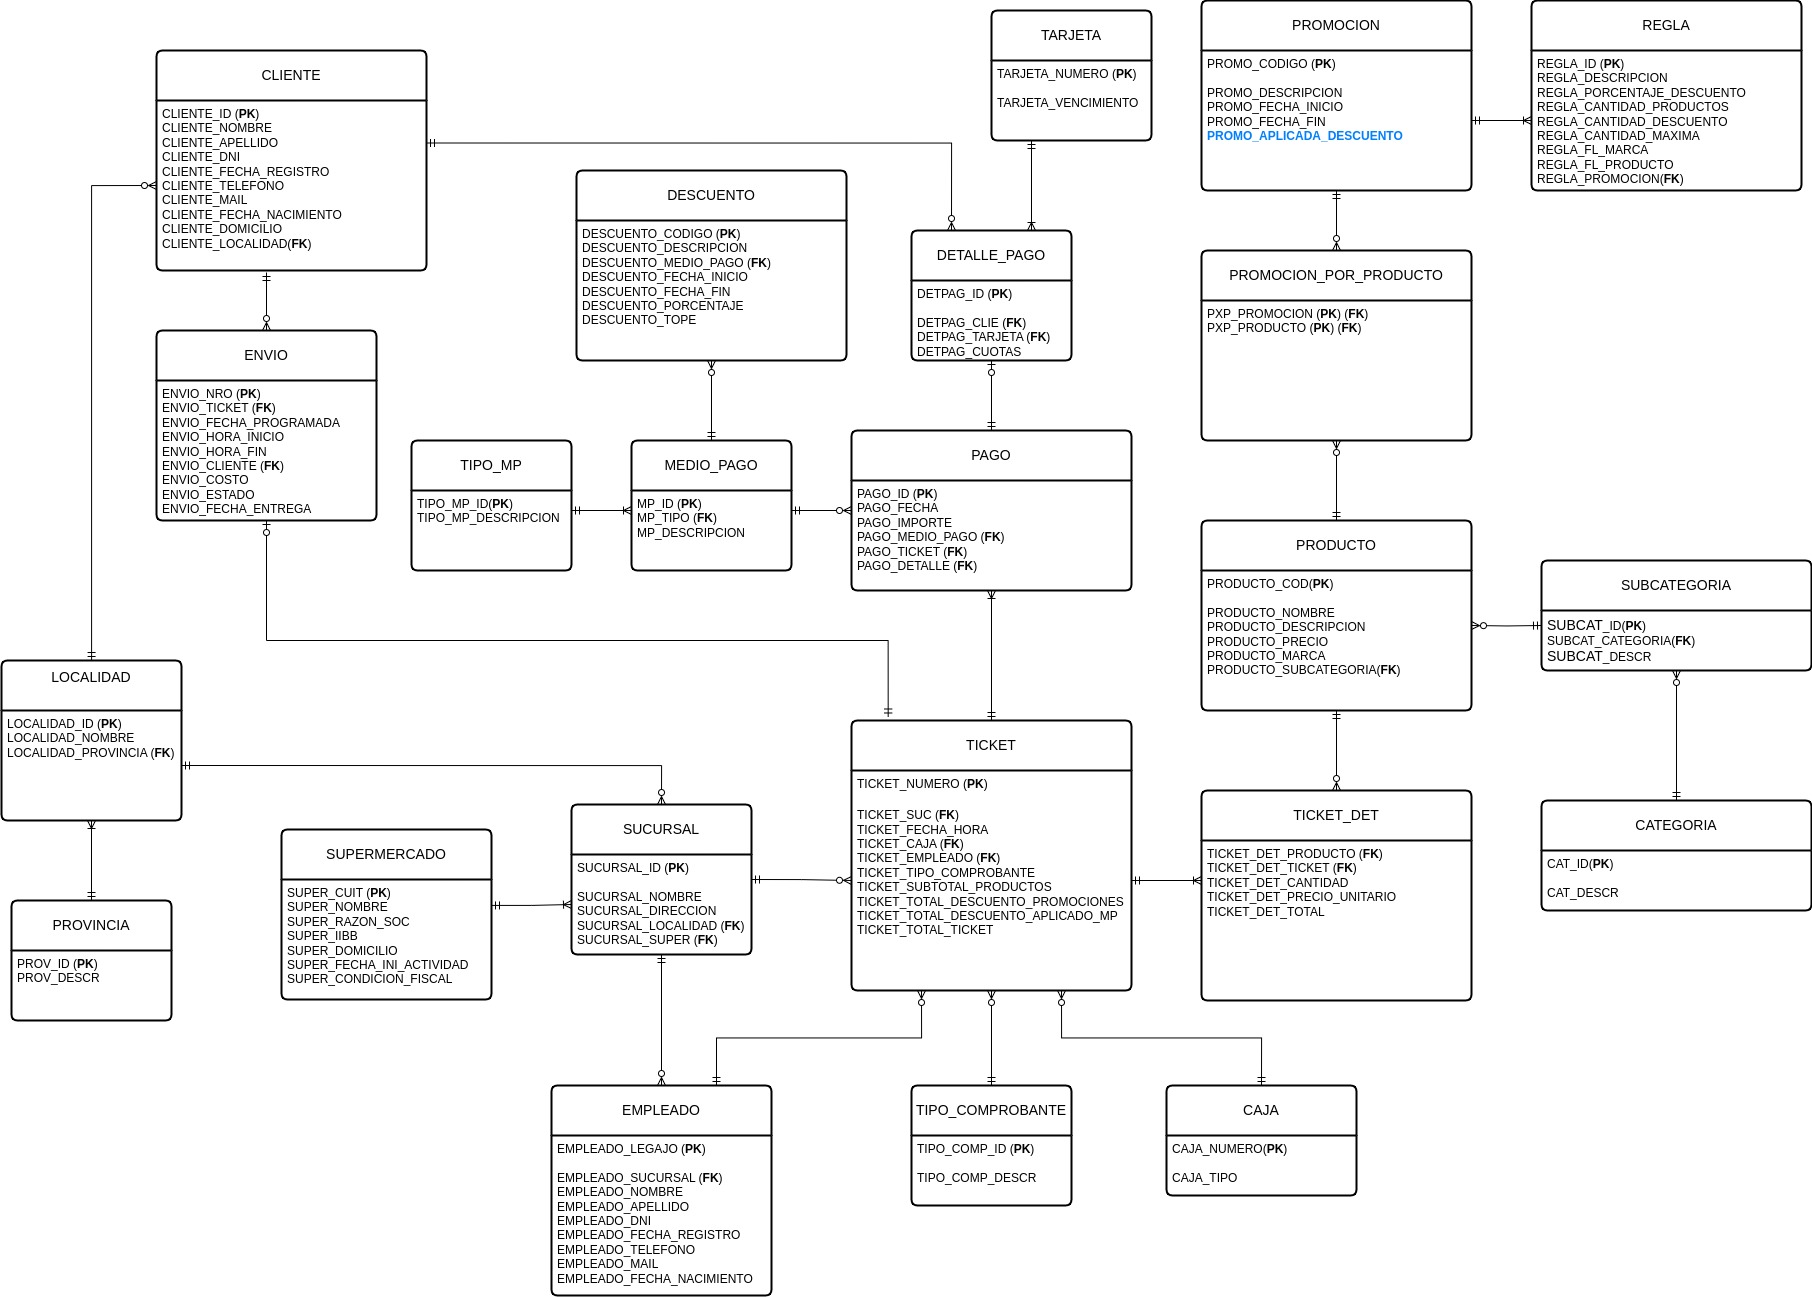 TARJETA
TARJETA_NUMERO (PK)
TARJETA_VENCIMIENTO
PROMOCION
PROMO_CODIGO (PK)
PROMO_DESCRIPCION
PROMO_FECHA_INICIO
PROMO_FECHA_FIN
PROMO_APLICADA_DESCUENTO
REGLA
REGLA_ID (PK)
REGLA_DESCRIPCION
REGLA_PORCENTAJE_DESCUENTO
REGLA_CANTIDAD_PRODUCTOS
REGLA_CANTIDAD_DESCUENTO
REGLA_CANTIDAD_MAXIMA
REGLA_FL_MARCA
REGLA_FL_PRODUCTO
REGLA_PROMOCION(FK)
CLIENTE
CLIENTE_ID (PK)
CLIENTE_NOMBRE
CLIENTE_APELLIDO
CLIENTE_DNI
CLIENTE_FECHA_REGISTRO
CLIENTE_TELEFONO
CLIENTE_MAIL
CLIENTE_FECHA_NACIMIENTO
CLIENTE_DOMICILIO
CLIENTE_LOCALIDAD(FK)
DESCUENTO
DESCUENTO_CODIGO (PK)
DESCUENTO_DESCRIPCION
DESCUENTO_MEDIO_PAGO (FK)
DESCUENTO_FECHA_INICIO
DESCUENTO_FECHA_FIN
DESCUENTO_PORCENTAJE
DESCUENTO_TOPE
DETALLE_PAGO
DETPAG_ID (PK)
DETPAG_CLIE (FK)
DETPAG_TARJETA (FK)
DETPAG_CUOTAS
PROMOCION_POR_PRODUCTO
PXP_PROMOCION (PK) (FK)
PXP_PRODUCTO (PK) (FK)
ENVIO
ENVIO_NRO (PK)
ENVIO_TICKET (FK)
ENVIO_FECHA_PROGRAMADA
ENVIO_HORA_INICIO
ENVIO_HORA_FIN
ENVIO_CLIENTE (FK)
ENVIO_COSTO
ENVIO_ESTADO
ENVIO_FECHA_ENTREGA
TIPO_MP
TIPO_MP_ID(PK)
TIPO_MP_DESCRIPCION
MEDIO_PAGO
MP_ID (PK)
MP_TIPO (FK)
MP_DESCRIPCION
PAGO
PAGO_ID (PK)
PAGO_FECHA
PAGO_IMPORTE
PAGO_MEDIO_PAGO (FK)
PAGO_TICKET (FK)
PAGO_DETALLE (FK)
PRODUCTO
PRODUCTO_COD(PK)
PRODUCTO_NOMBRE
PRODUCTO_DESCRIPCION
PRODUCTO_PRECIO
PRODUCTO_MARCA
PRODUCTO_SUBCATEGORIA(FK)
SUBCATEGORIA
SUBCAT_ID(PK)
SUBCAT_CATEGORIA(FK)
SUBCAT_DESCR
LOCALIDAD
LOCALIDAD_ID (PK)
LOCALIDAD_NOMBRE
LOCALIDAD_PROVINCIA (FK)
PROVINCIA
PROV_ID (PK)
PROV_DESCR
SUPERMERCADO
SUPER_CUIT (PK)
SUPER_NOMBRE
SUPER_RAZON_SOC
SUPER_IIBB
SUPER_DOMICILIO
SUPER_FECHA_INI_ACTIVIDAD
SUPER_CONDICION_FISCAL
SUCURSAL
SUCURSAL_ID (PK)
SUCURSAL_NOMBRE
SUCURSAL_DIRECCION
SUCURSAL_LOCALIDAD (FK)
SUCURSAL_SUPER (FK)
TICKET
TICKET_NUMERO (PK)
TICKET_SUC (FK)
TICKET_FECHA_HORA
TICKET_CAJA (FK)
TICKET_EMPLEADO (FK)
TICKET_TIPO_COMPROBANTE
TICKET_SUBTOTAL_PRODUCTOS
TICKET_TOTAL_DESCUENTO_PROMOCIONES
TICKET_TOTAL_DESCUENTO_APLICADO_MP
TICKET_TOTAL_TICKET
TICKET_DET
TICKET_DET_PRODUCTO (FK)
TICKET_DET_TICKET (FK)
TICKET_DET_CANTIDAD
TICKET_DET_PRECIO_UNITARIO
TICKET_DET_TOTAL
CATEGORIA
CAT_ID(PK)
CAT_DESCR
EMPLEADO
EMPLEADO_LEGAJO (PK)
EMPLEADO_SUCURSAL (FK)
EMPLEADO_NOMBRE
EMPLEADO_APELLIDO
EMPLEADO_DNI
EMPLEADO_FECHA_REGISTRO
EMPLEADO_TELEFONO
EMPLEADO_MAIL
EMPLEADO_FECHA_NACIMIENTO
TIPO_COMPROBANTE
TIPO_COMP_ID (PK)
TIPO_COMP_DESCR
CAJA
CAJA_NUMERO(PK)
CAJA_TIPO